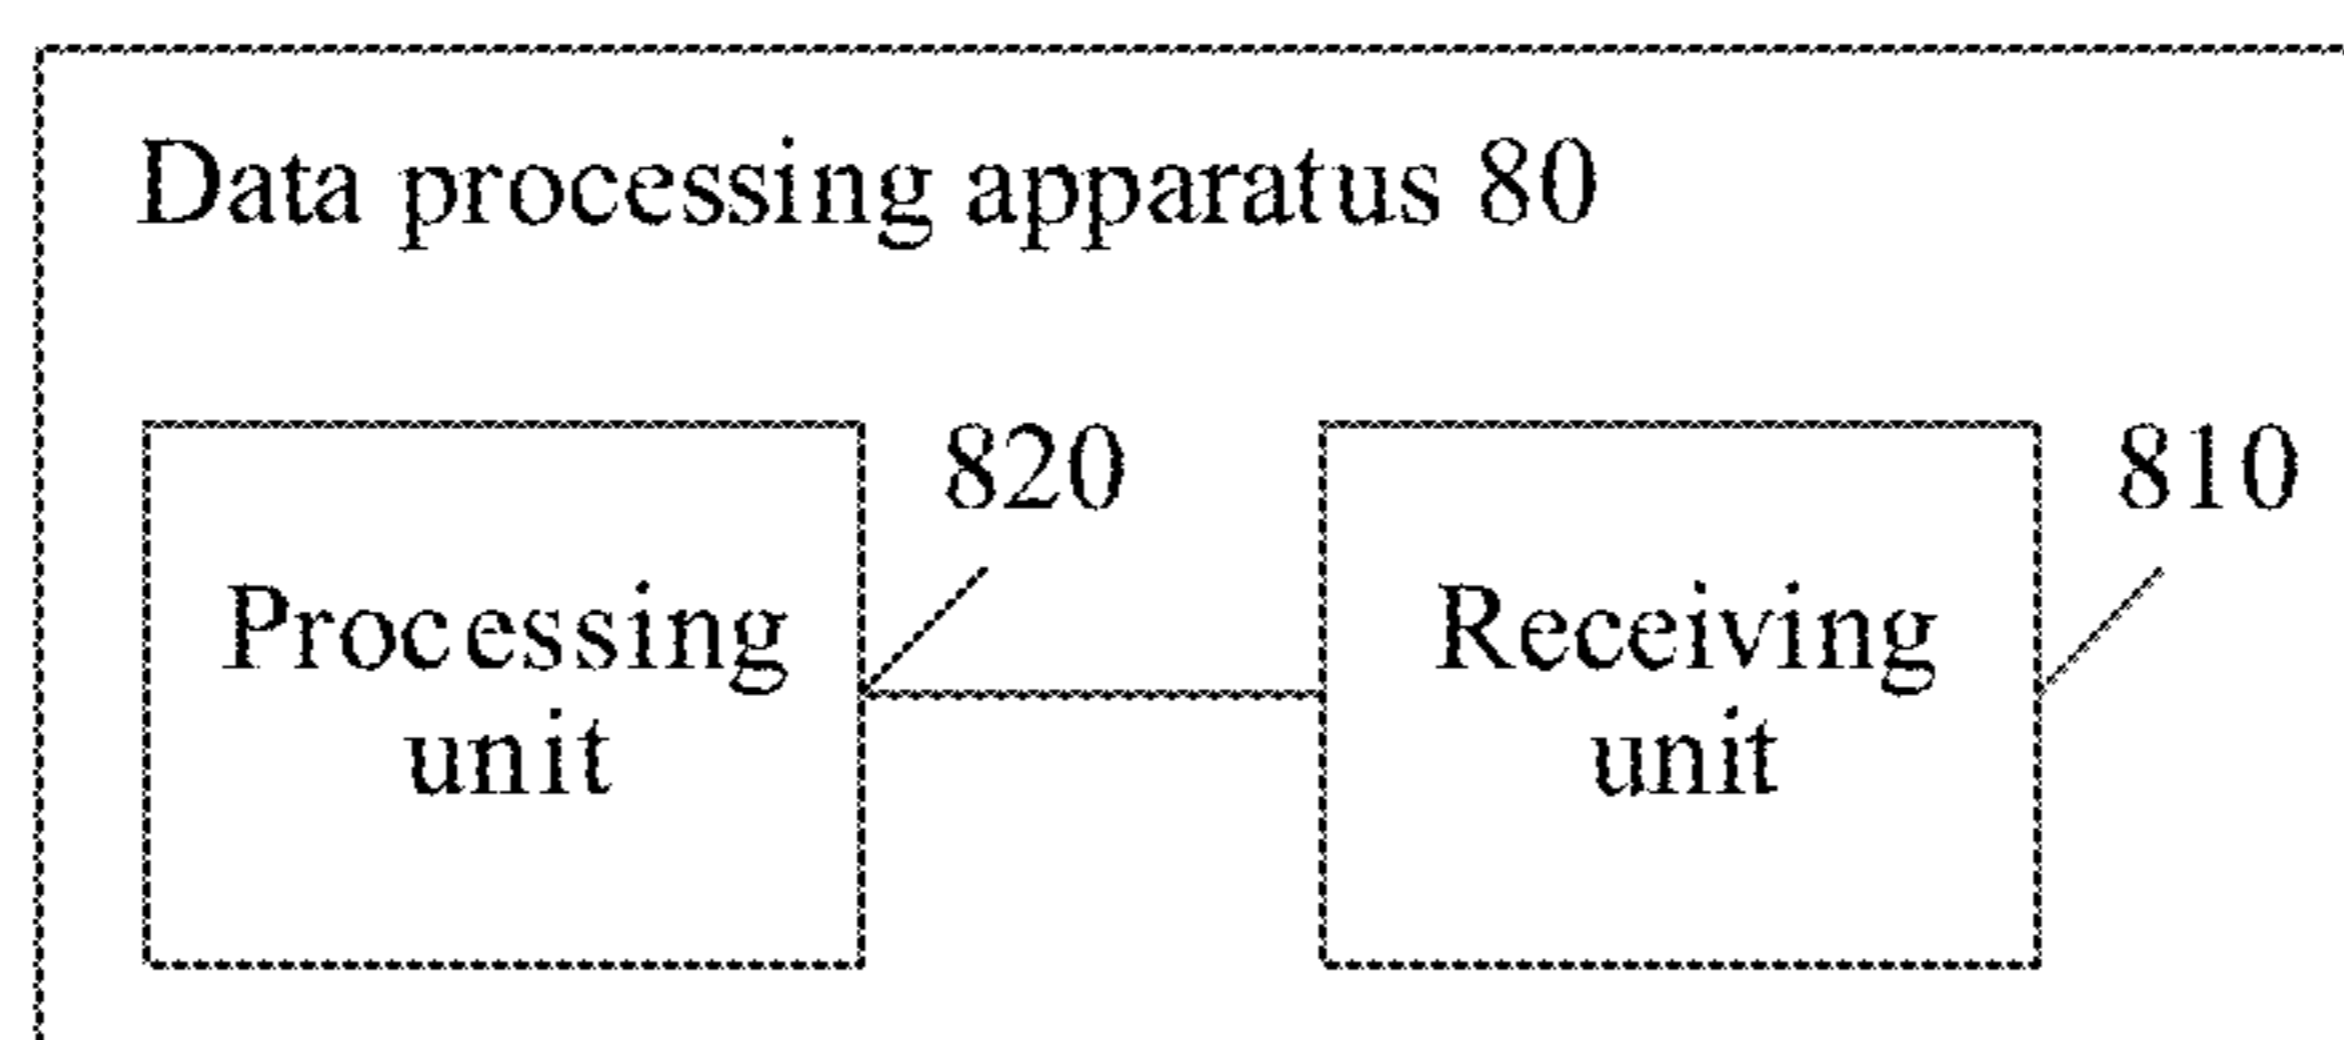 Data processing apparatus 80
820
810
Processing
unit
Receiving
unit